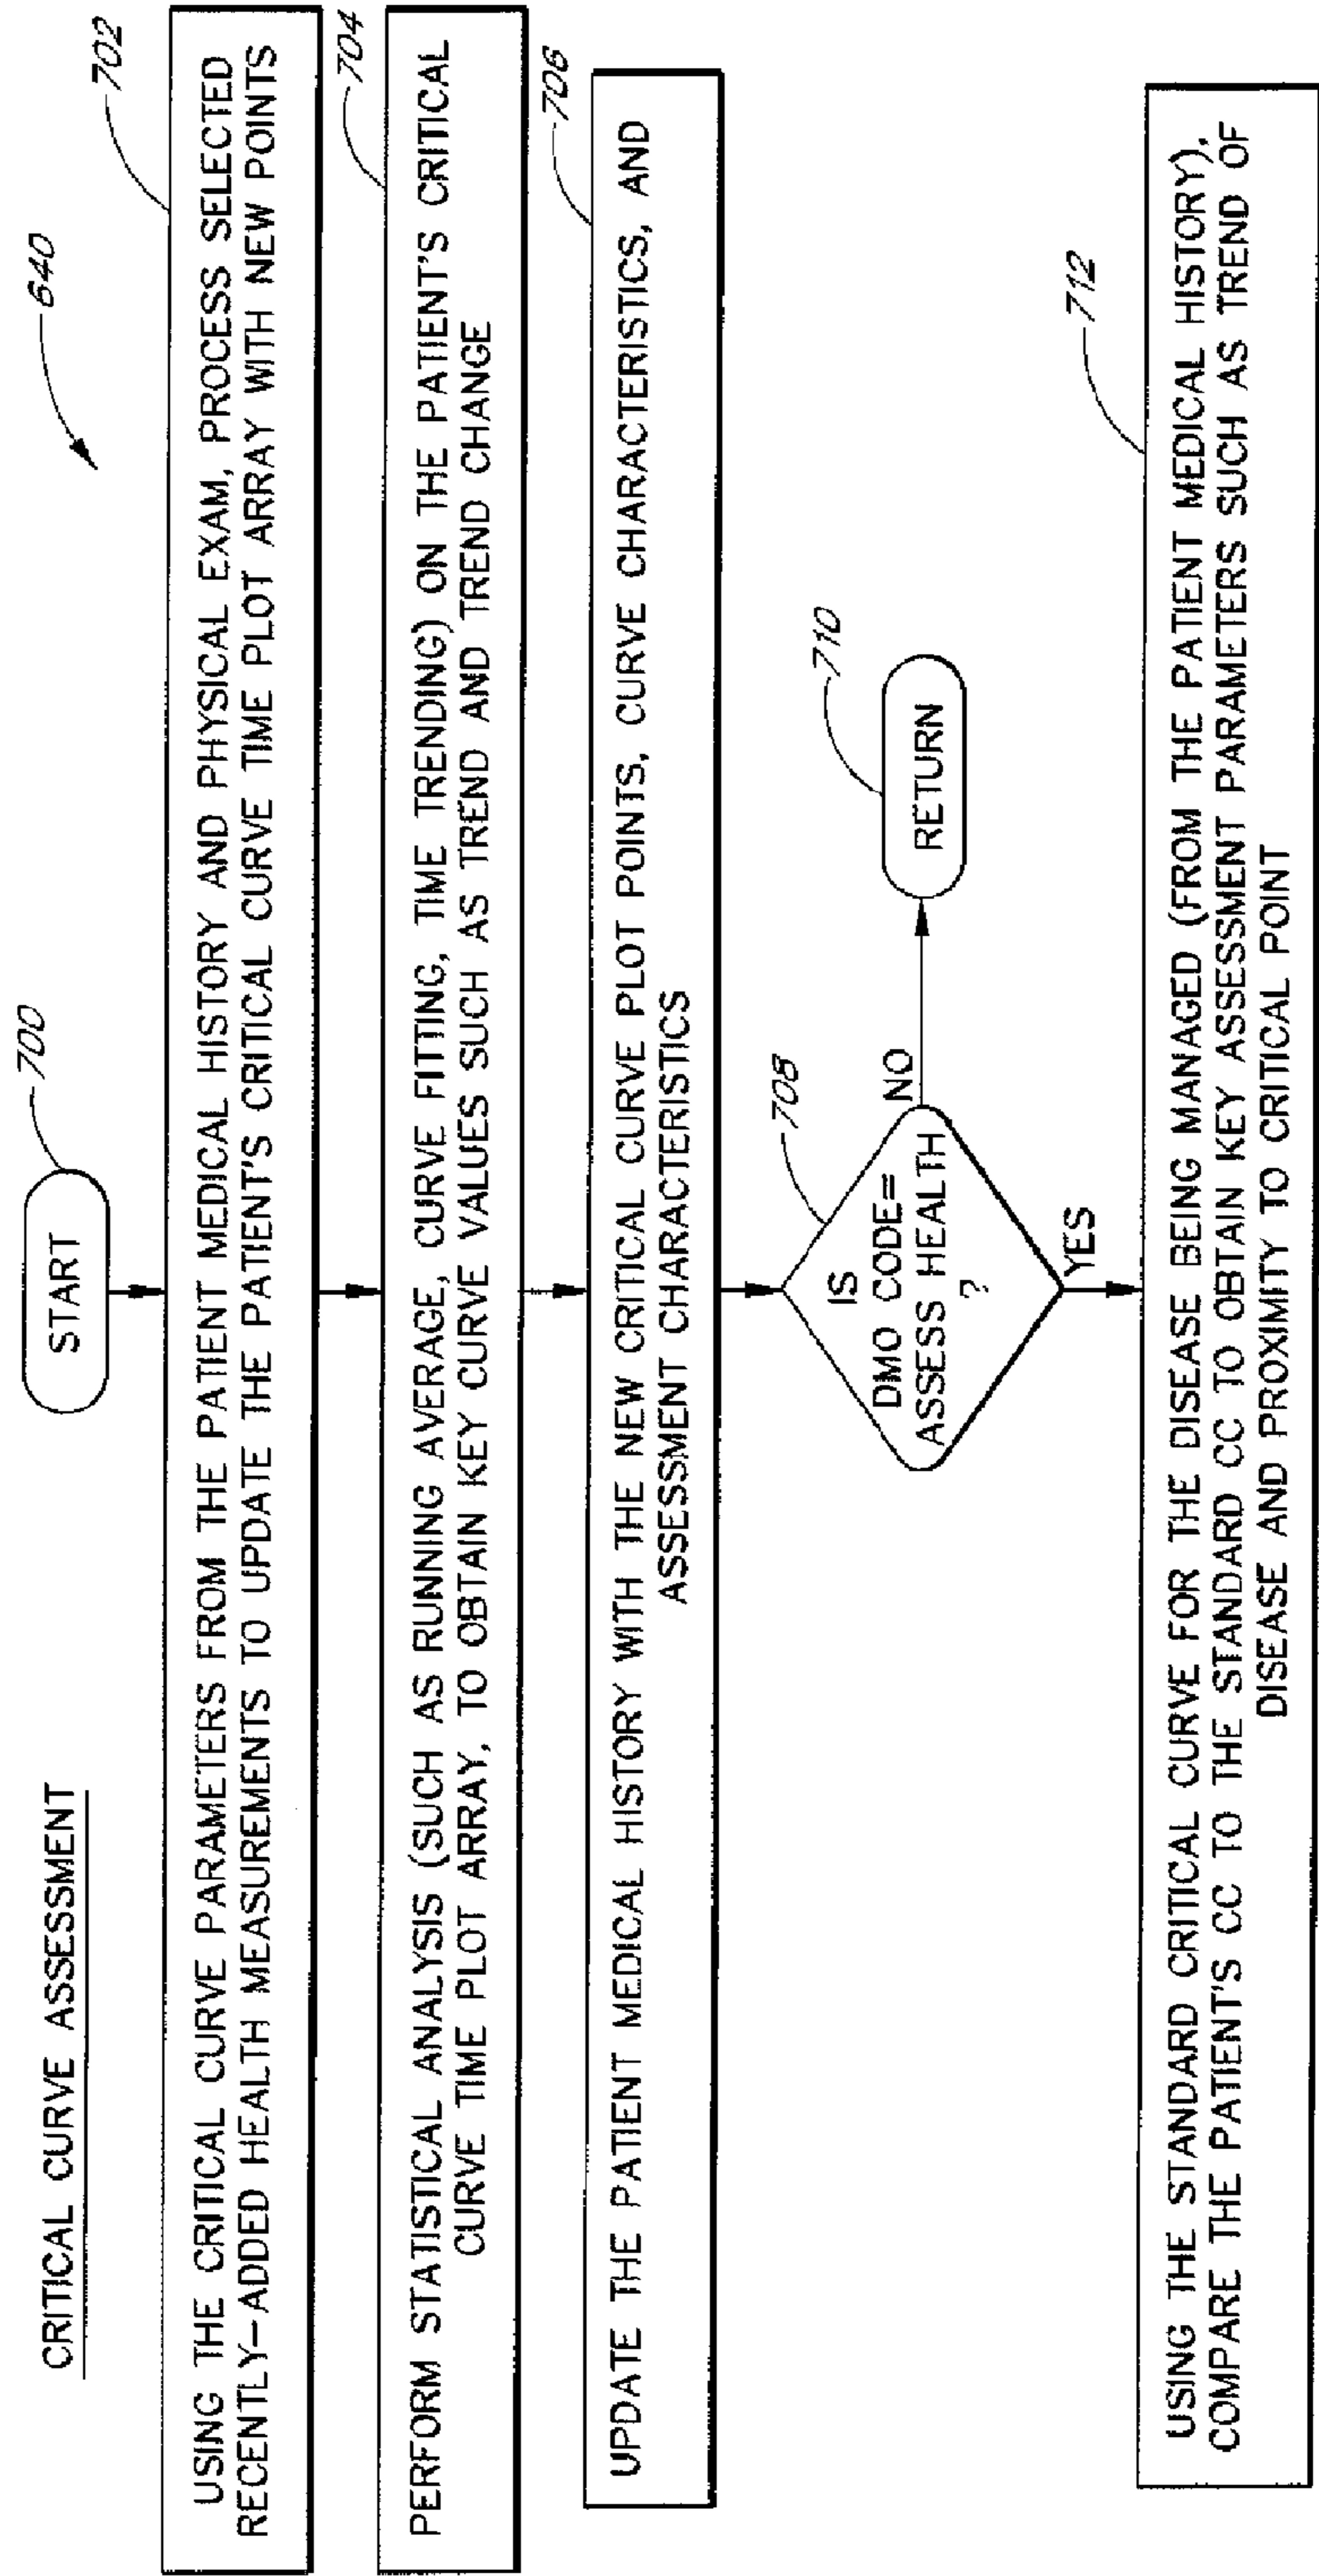 CRITICAL CURVE ASSESSMENT
640
START
700
702
USING THE CRITICAL CURVE PARAMETERS FROM THE PATIENT MEDICAL HISTORY AND PHYSICAL EXAM, PROCESS SELECTED
RECENTLY-ADDED HEALTH MEASUREMENTS TO UPDATE THE PATIENT'S CRITICAL CURVE TIME PLOT ARRAY WITH NEW POINTS
704
PERFORM STATISTICAL ANALYSIS (SUCH AS RUNNING AVERAGE, CURVE FITTING, TIME TRENDING) ON THE PATIENT'S CRITICAL
CURVE TIME PLOT ARRAY, TO OBTAIN KEY CURVE VALUES SUCH AS TREND AND TREND CHANGE
706
UPDATE THE PATIENT MEDICAL HISTORY WITH THE NEW CRITICAL CURVE PLOT POINTS, CURVE CHARACTERISTICS, AND
ASSESSMENT CHARACTERISTICS
708
IS
DMO CODE=
ASSESS HEALTH
?
NO
710
RETURN
YES
712
USING THE STANDARD CRITICAL CURVE FOR THE DISEASE BEING MANAGED (FROM THE PATIENT MEDICAL HISTORY),
COMPARE THE PATIENT'S CC TO THE STANDARD CC TO OBTAIN KEY ASSESSMENT PARAMETERS SUCH AS TREND OF
DISEASE AND PROXIMITY TO CRITICAL POINT